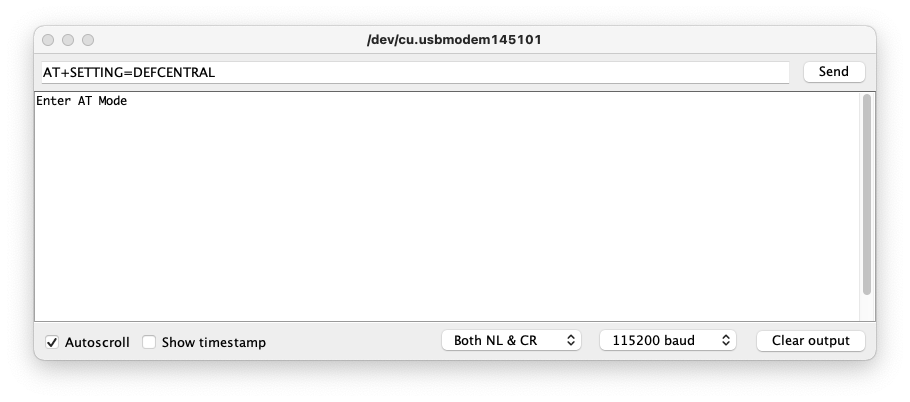 /dev/cu.usbmodem145101
AT+SETTING=DEFCENTRAL Send
Enter AT Mode
Autoscroll Show timestamp Both NL & CR 115200 baud Clear output